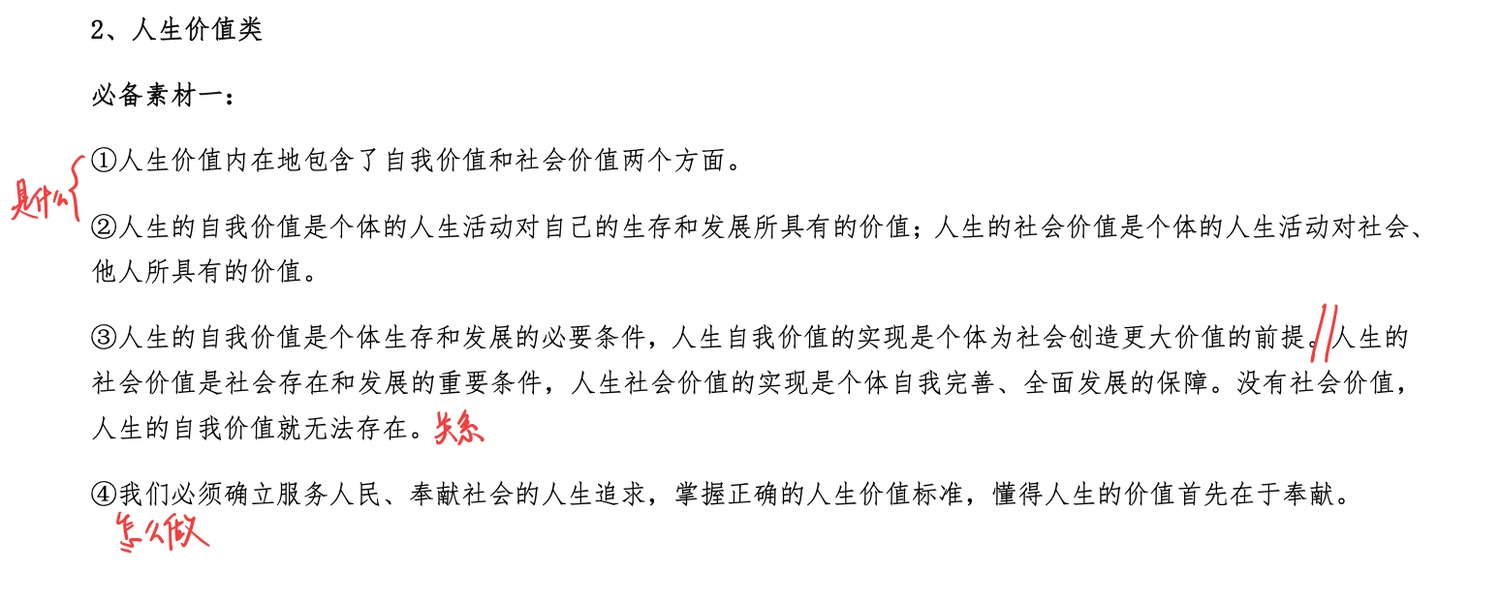 2、人生价值类
必备素材一：
①人生价值内在地包含了自我价值和社会价值两个方面。
是什么
②人生的自我价值是个体的人生活动对自己的生存和发展所具有的价值；人生的社会价值是个体的人生活动对社会、
他人所具有的价值。
③人生的自我价值是个体生存和发展的必要条件，人生自我价值的实现是个体为社会创造更大价值的前提。人生的
社会价值是社会存在和发展的重要条件，人生社会价值的实现是个体自我完善、全面发展的保障。没有社会价值，
人生的自我价值就无法存在。关系
④我们必须确立服务人民、奉献社会的人生追求，掌握正确的人生价值标准，懂得人生的价值首先在于奉献。
怎么做